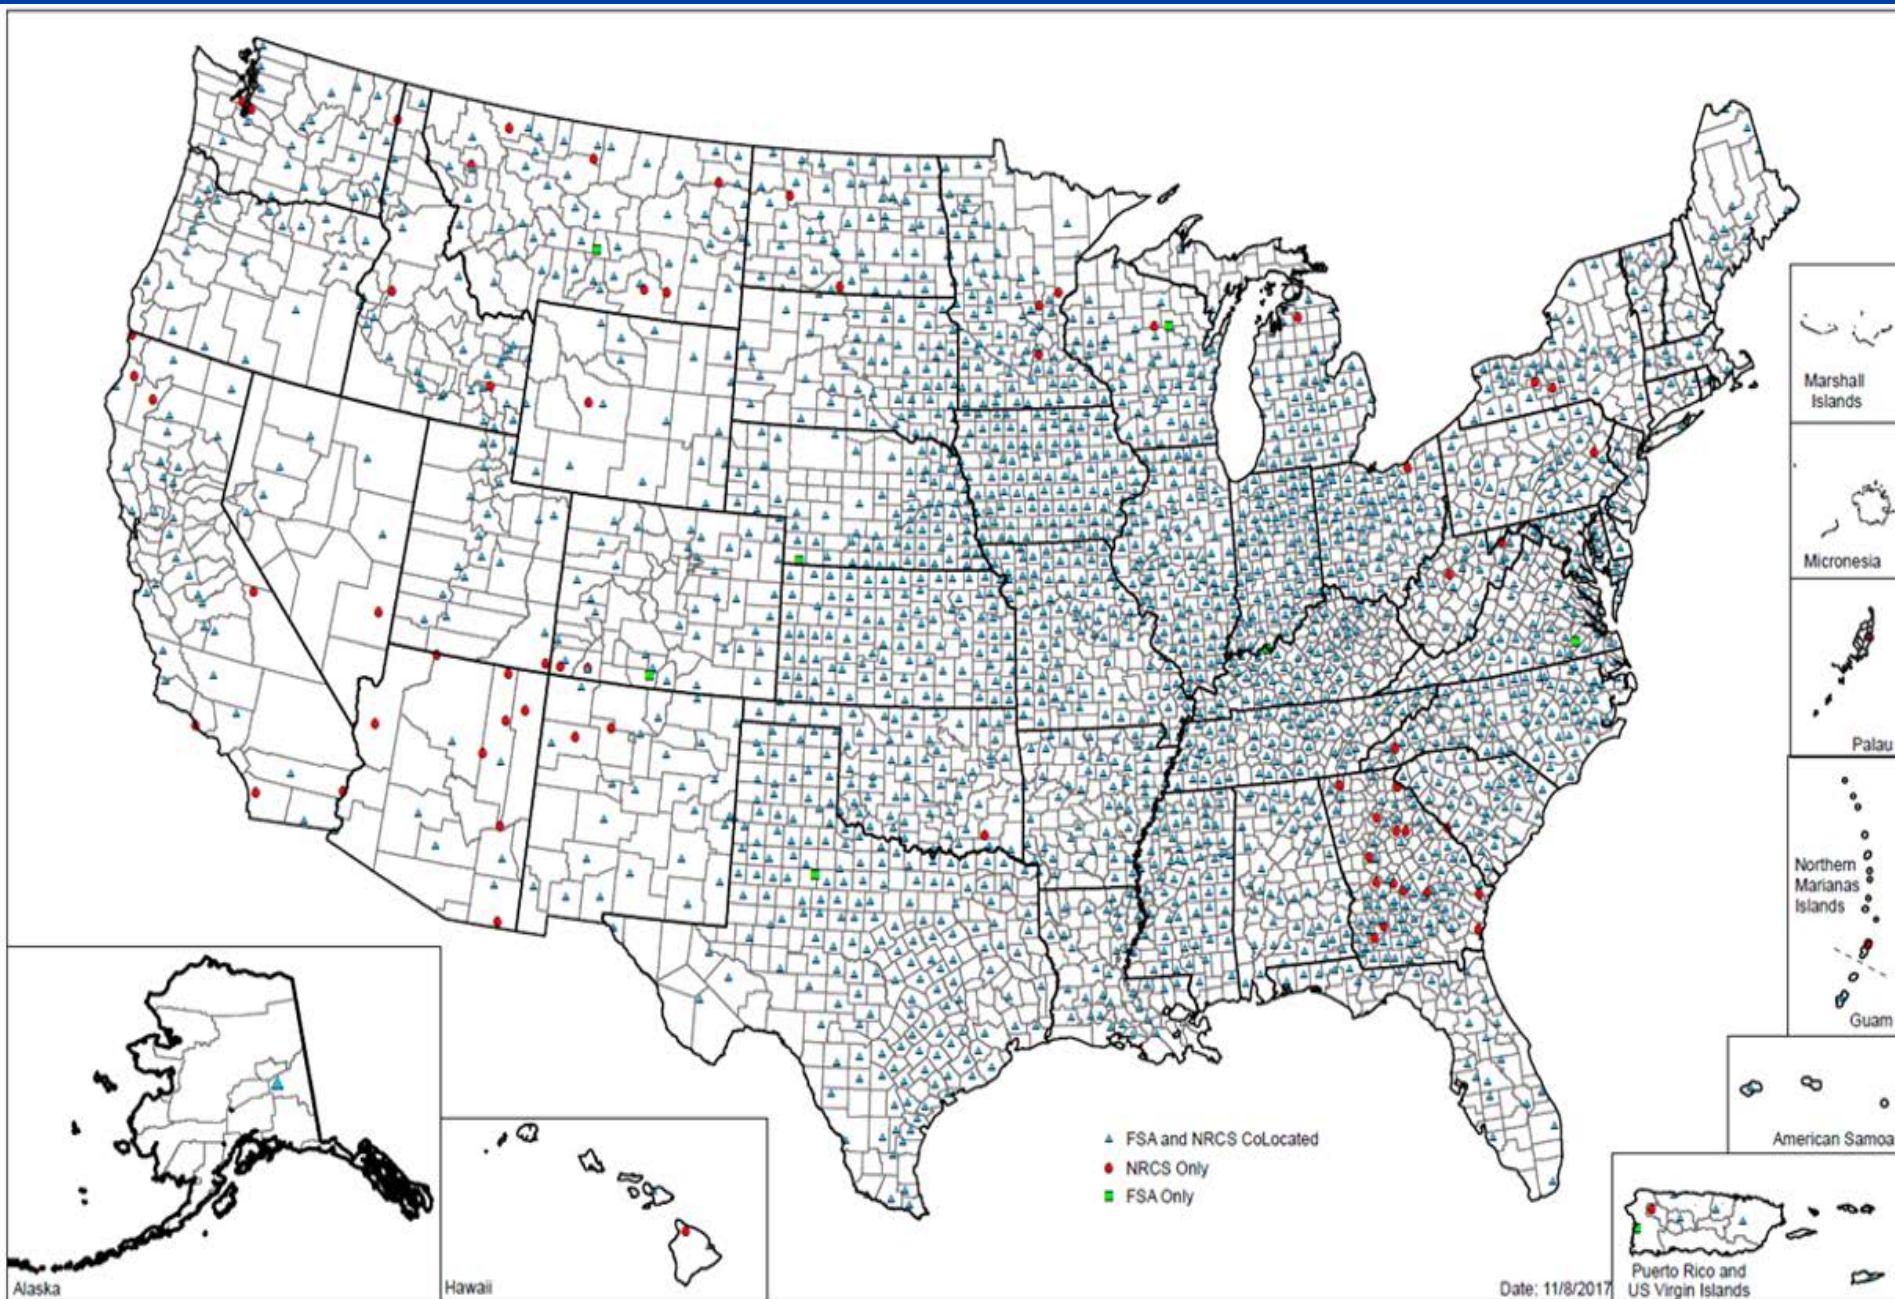 Marshall
Islands
Micronesia
Palau
Northern
Marianas
Islands
Guam
American Samoa
FSA and NRCS CoLocated
NRCS Only
FSA Only
Alaska
Hawaii
Date: 11/8/2017
Puerto Rico and
US Virgin Islands